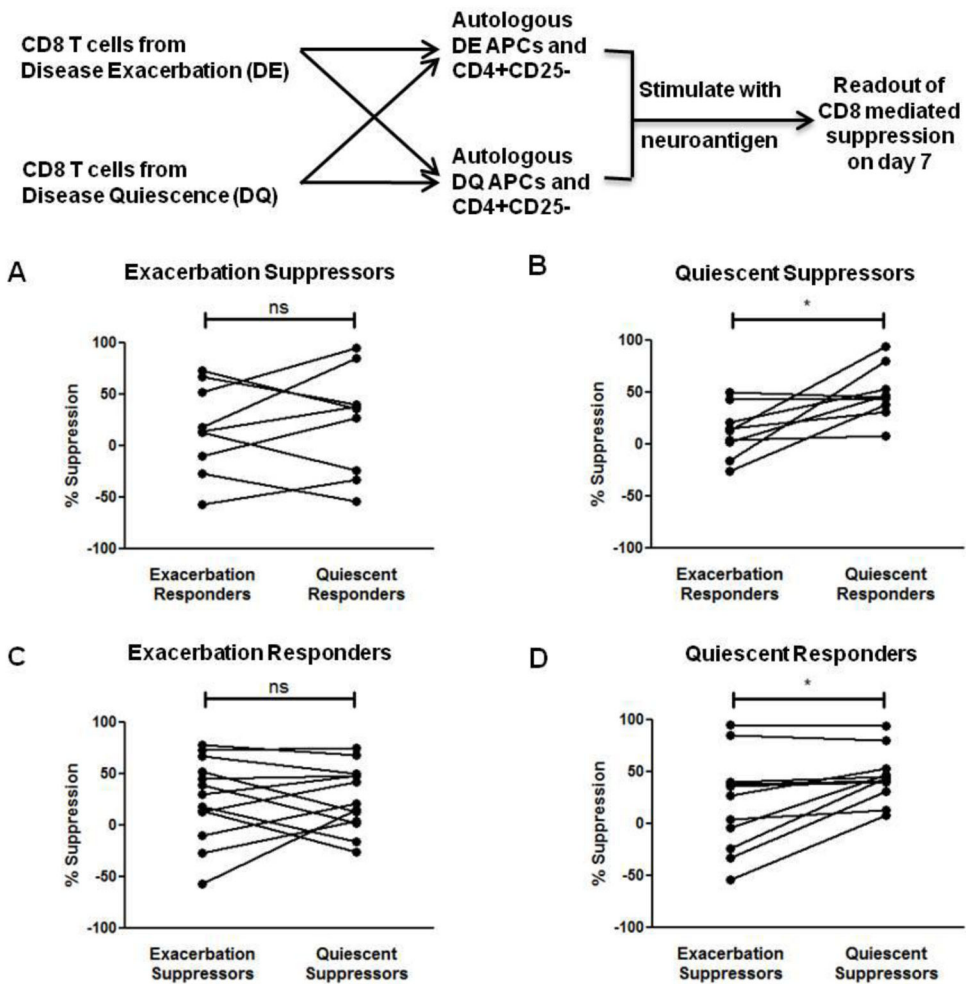 CD8 T cells from
Disease Exacerbation (DE)
CD8 T cells from
Disease Quiescence (DQ)
Autologous
DE APCs and
CD4+CD25-
Autologous
DQ APCs and
CD4+CD25-
Stimulate with
neuroantigen
Readout of
CD8 mediated
suppression
on day 7
A
Exacerbation Suppressors
ns
% Suppression
100
50
0
-50
-100
Exacerbation
Responders
Quiescent
Responders
B
Quiescent Suppressors
*
% Suppression
100
50
0
-50
-100
Exacerbation
Responders
Quiescent
Responders
C
Exacerbation Responders
ns
% Suppression
100
50
0
-50
-100
Exacerbation
Suppressors
Quiescent
Suppressors
D
Quiescent Responders
*
% Suppression
100
50
0
-50
-100
Exacerbation
Suppressors
Quiescent
Suppressors